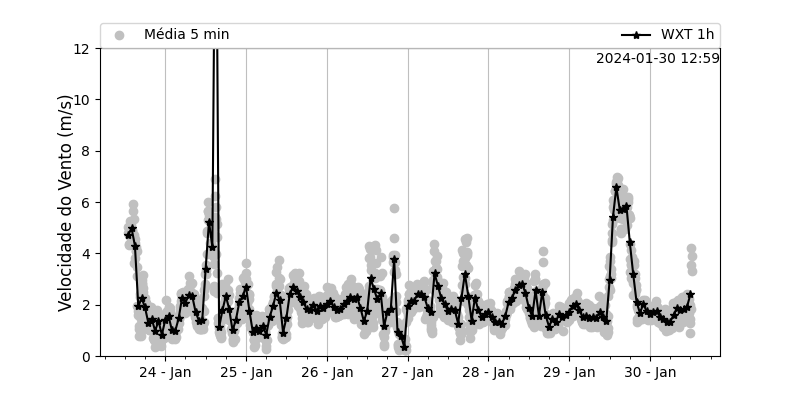 Média 5 min
WXT 1h
2024-01-30 12:59
Velocidade do Vento (m/s)
12
10
8
6
4
2
0
24 - Jan
25 - Jan
26 - Jan
27 - Jan
28 - Jan
29 - Jan
30 - Jan